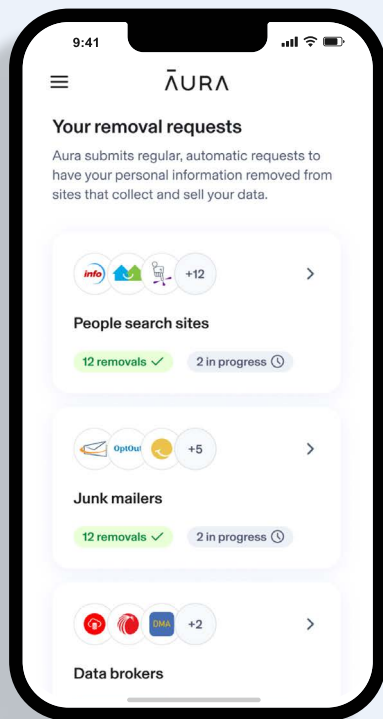 9:41
ĀURA
Your removal requests
Aura submits regular, automatic requests to
have your personal information removed from
sites that collect and sell your data.
info
+12
People search sites
12 removals
2 in progress
OptOut
+5
Junk mailers
12 removals
2 in progress
DMA
+2
Data brokers